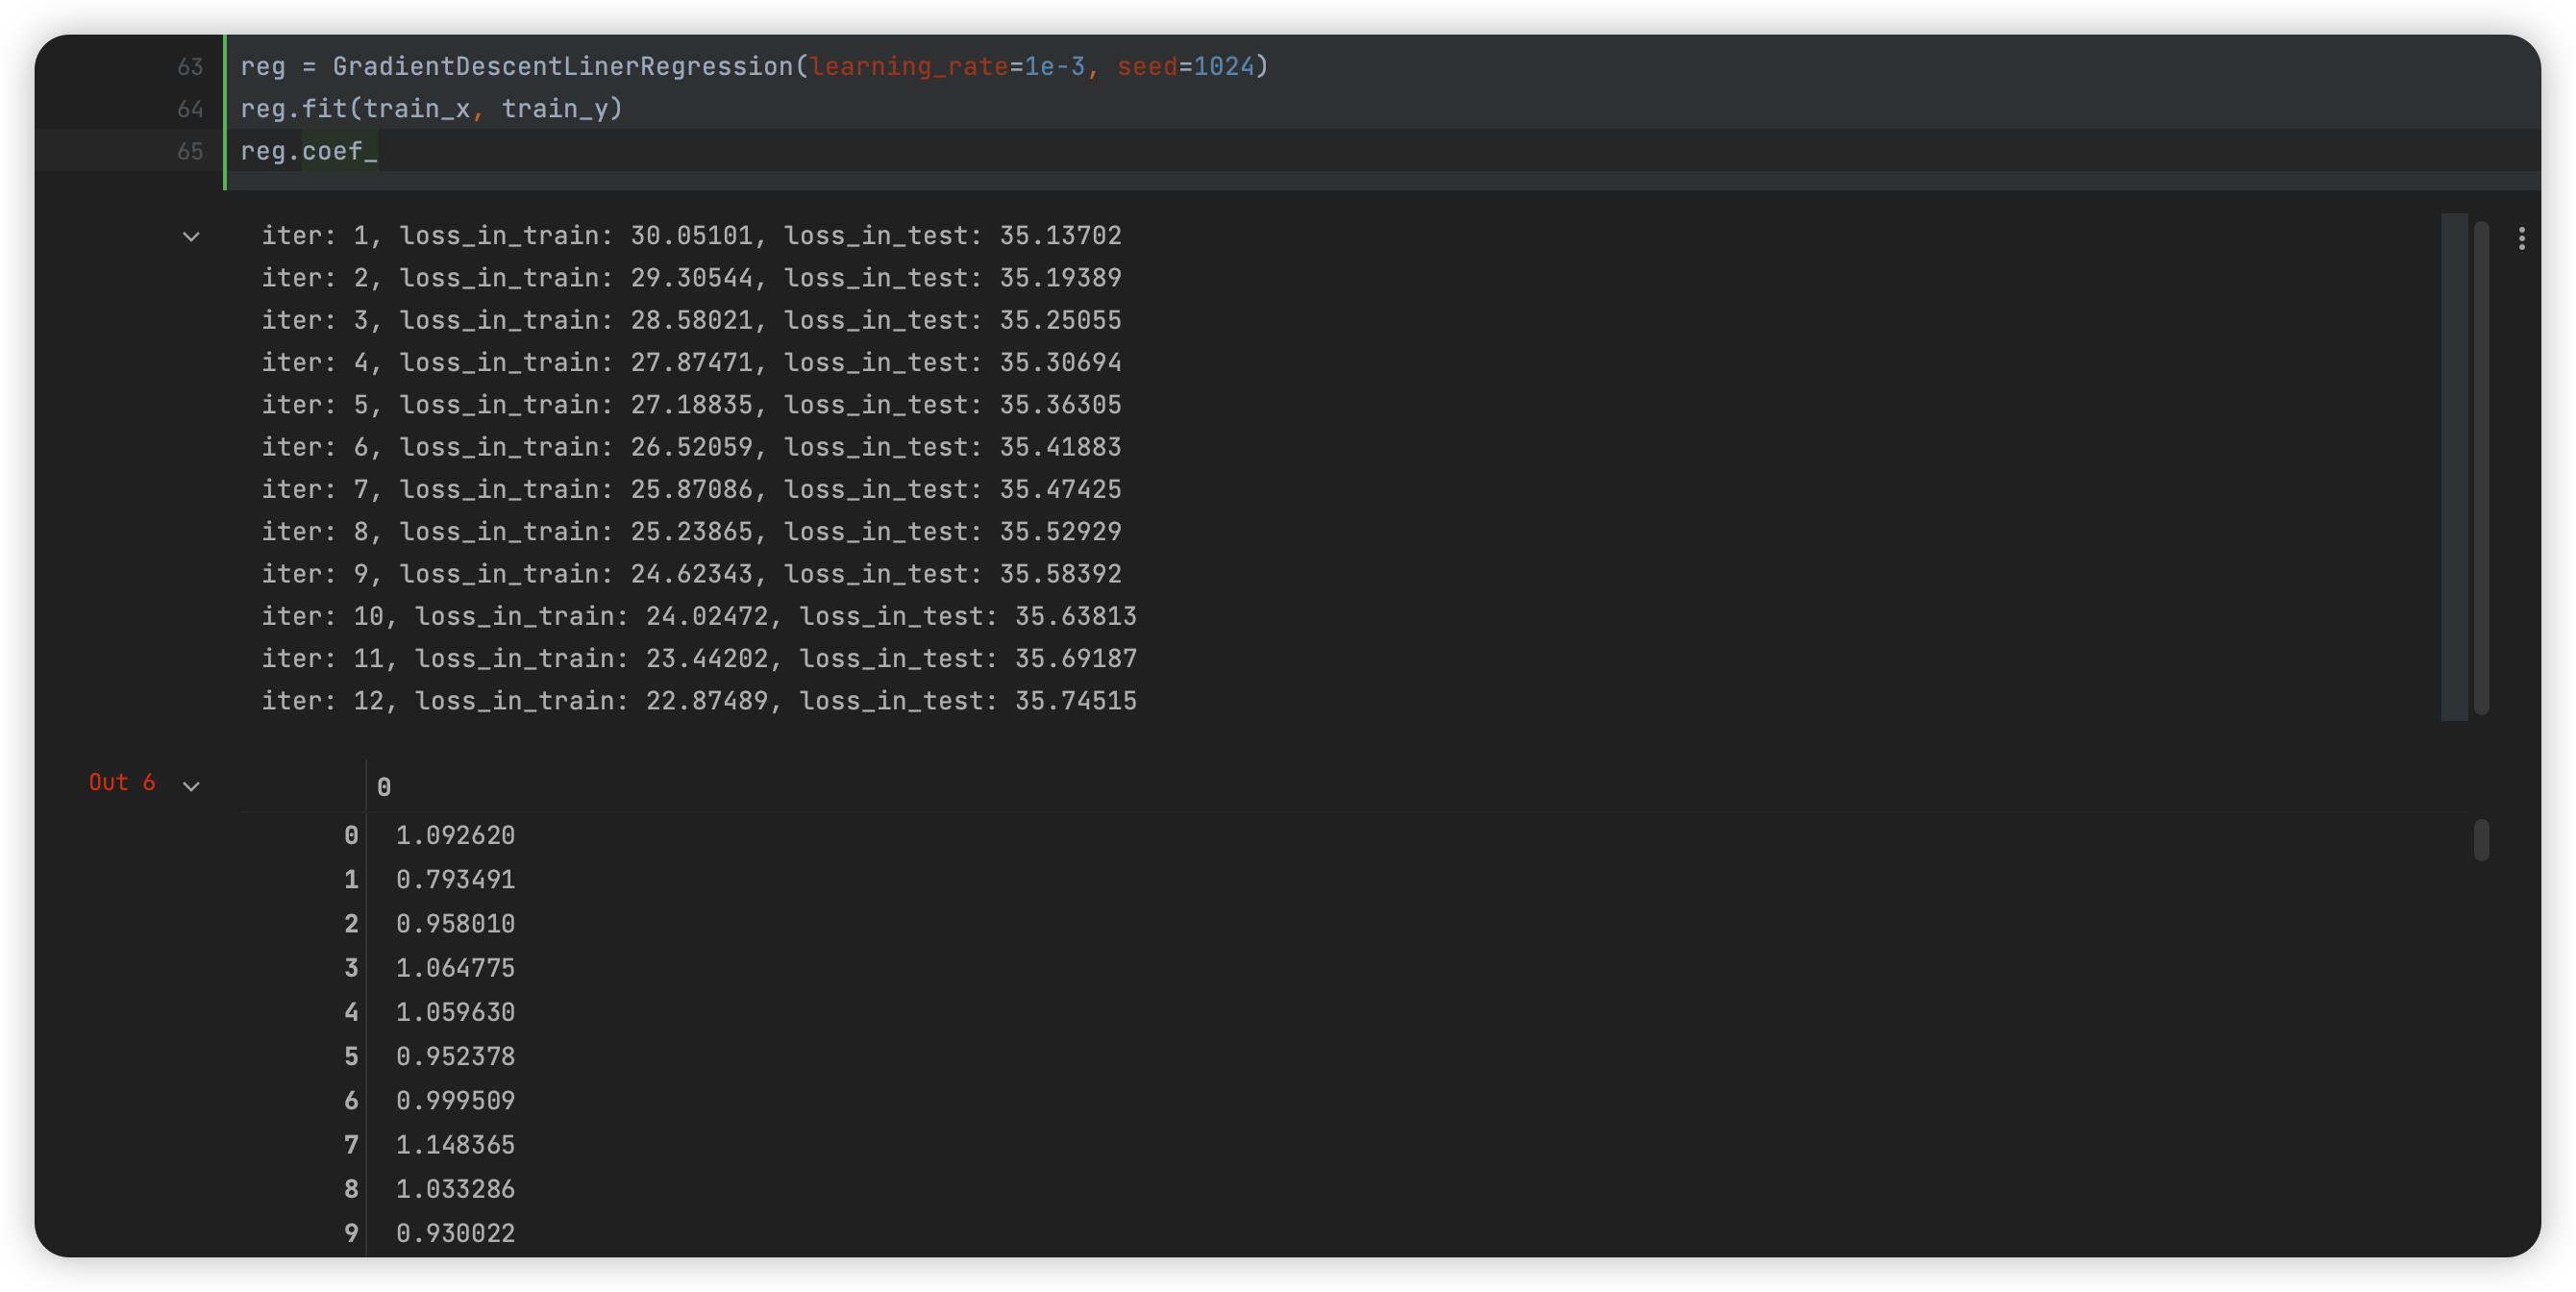 63 reg = GradientDescentLinerRegression(learning_rate=1e-3, seed=1024)
64 reg.fit(train_x, train_y)
65 reg.coef_
iter: 1, loss_in_train: 30.05101, loss_in_test: 35.13702
iter: 2, loss_in_train: 29.30544, loss_in_test: 35.19389
iter: 3, loss_in_train: 28.58021, loss_in_test: 35.25055
iter: 4, loss_in_train: 27.87471, loss_in_test: 35.30694
iter: 5, loss_in_train: 27.18835, loss_in_test: 35.36305
iter: 6, loss_in_train: 26.52059, loss_in_test: 35.41883
iter: 7, loss_in_train: 25.87086, loss_in_test: 35.47425
iter: 8, loss_in_train: 25.23865, loss_in_test: 35.52929
iter: 9, loss_in_train: 24.62343, loss_in_test: 35.58392
iter: 10, loss_in_train: 24.02472, loss_in_test: 35.63813
iter: 11, loss_in_train: 23.44202, loss_in_test: 35.69187
iter: 12, loss_in_train: 22.87489, loss_in_test: 35.74515
Out 6 0
0 1.092620
1 0.793491
2 0.958010
3 1.064775
4 1.059630
5 0.952378
6 0.999509
7 1.148365
8 1.033286
9 0.930022